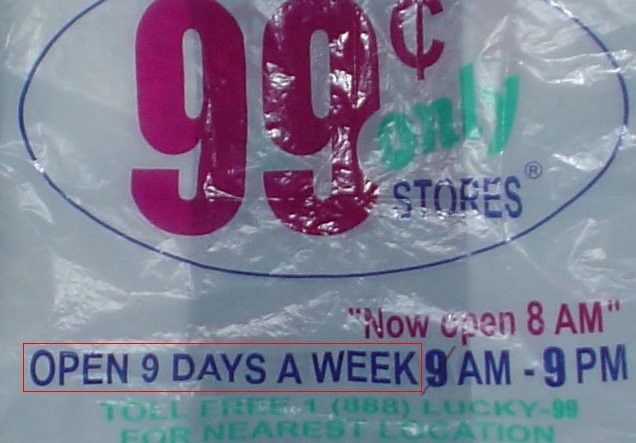 99¢
only
STORES®
"Now open 8 AM"
OPEN 9 DAYS A WEEK 9 AM - 9 PM
TOLL FREE 1 (888) LUCKY-99
FOR NEAREST LOCATION